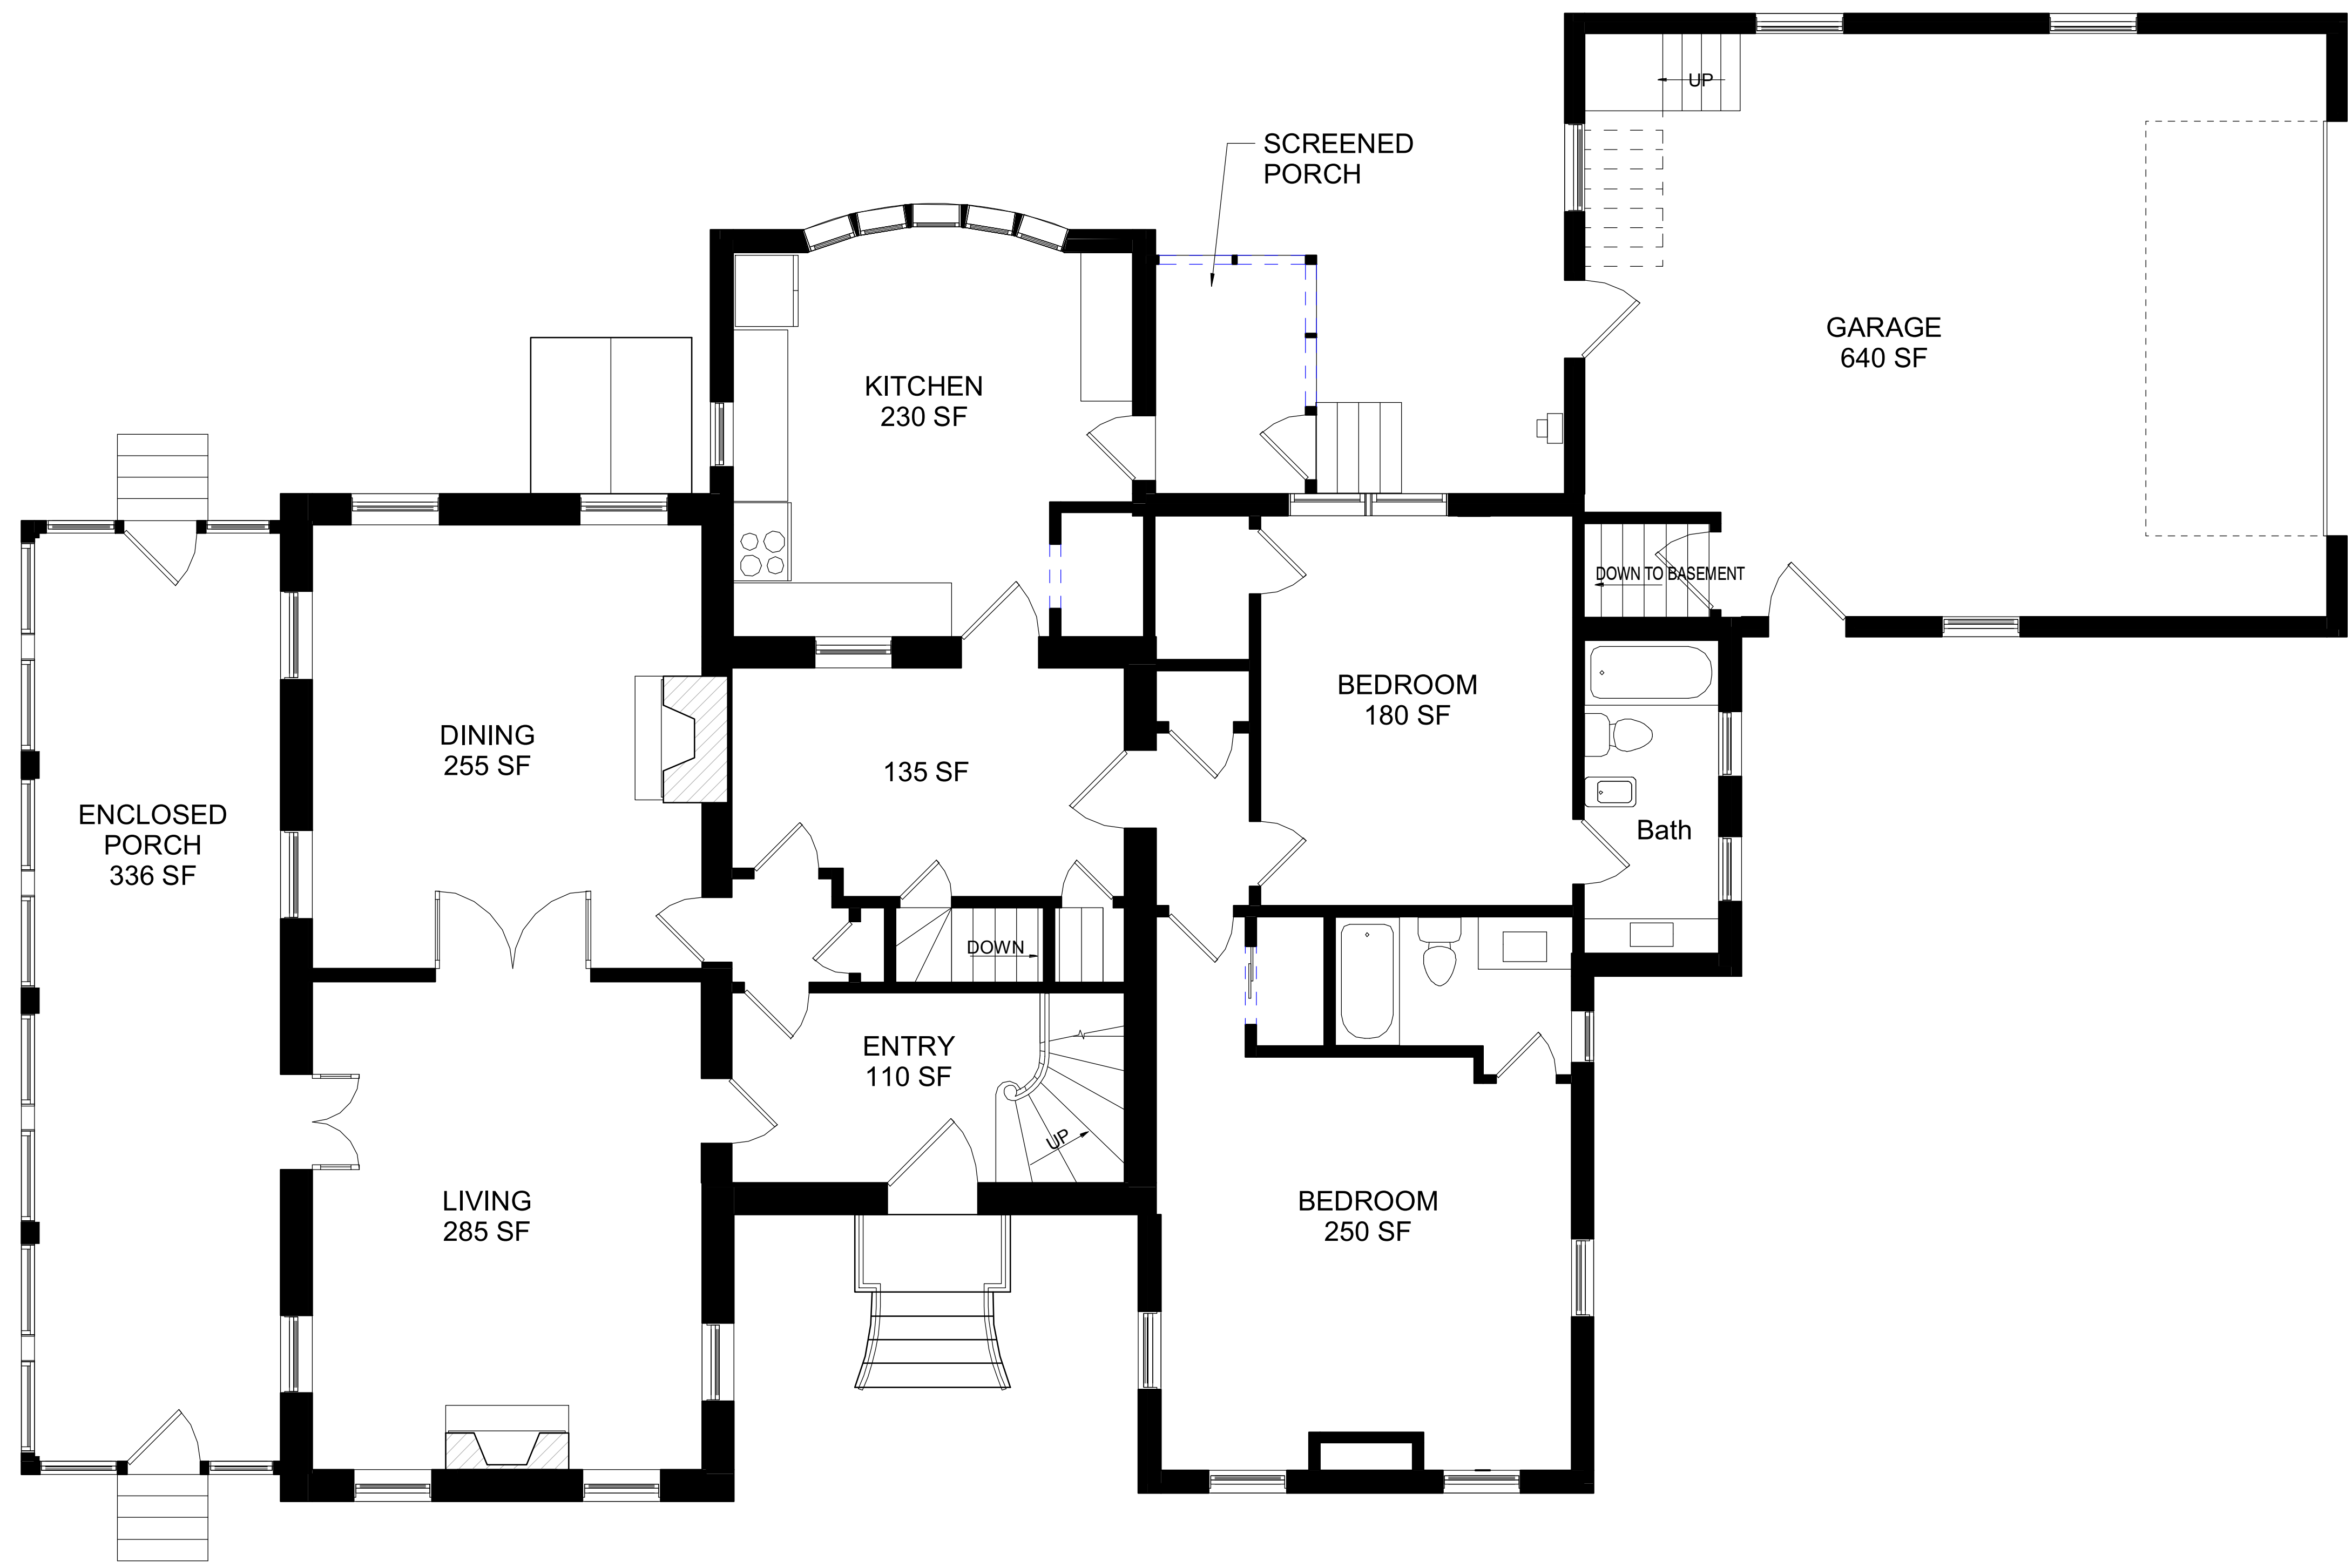 UP
SCREENED
PORCH
GARAGE
640 SF
KITCHEN
230 SF
DOWN TO BASEMENT
BEDROOM
180 SF
DINING
255 SF
135 SF
ENCLOSED
PORCH
336 SF
Bath
DOWN
ENTRY
110 SF
UP
LIVING
285 SF
BEDROOM
250 SF